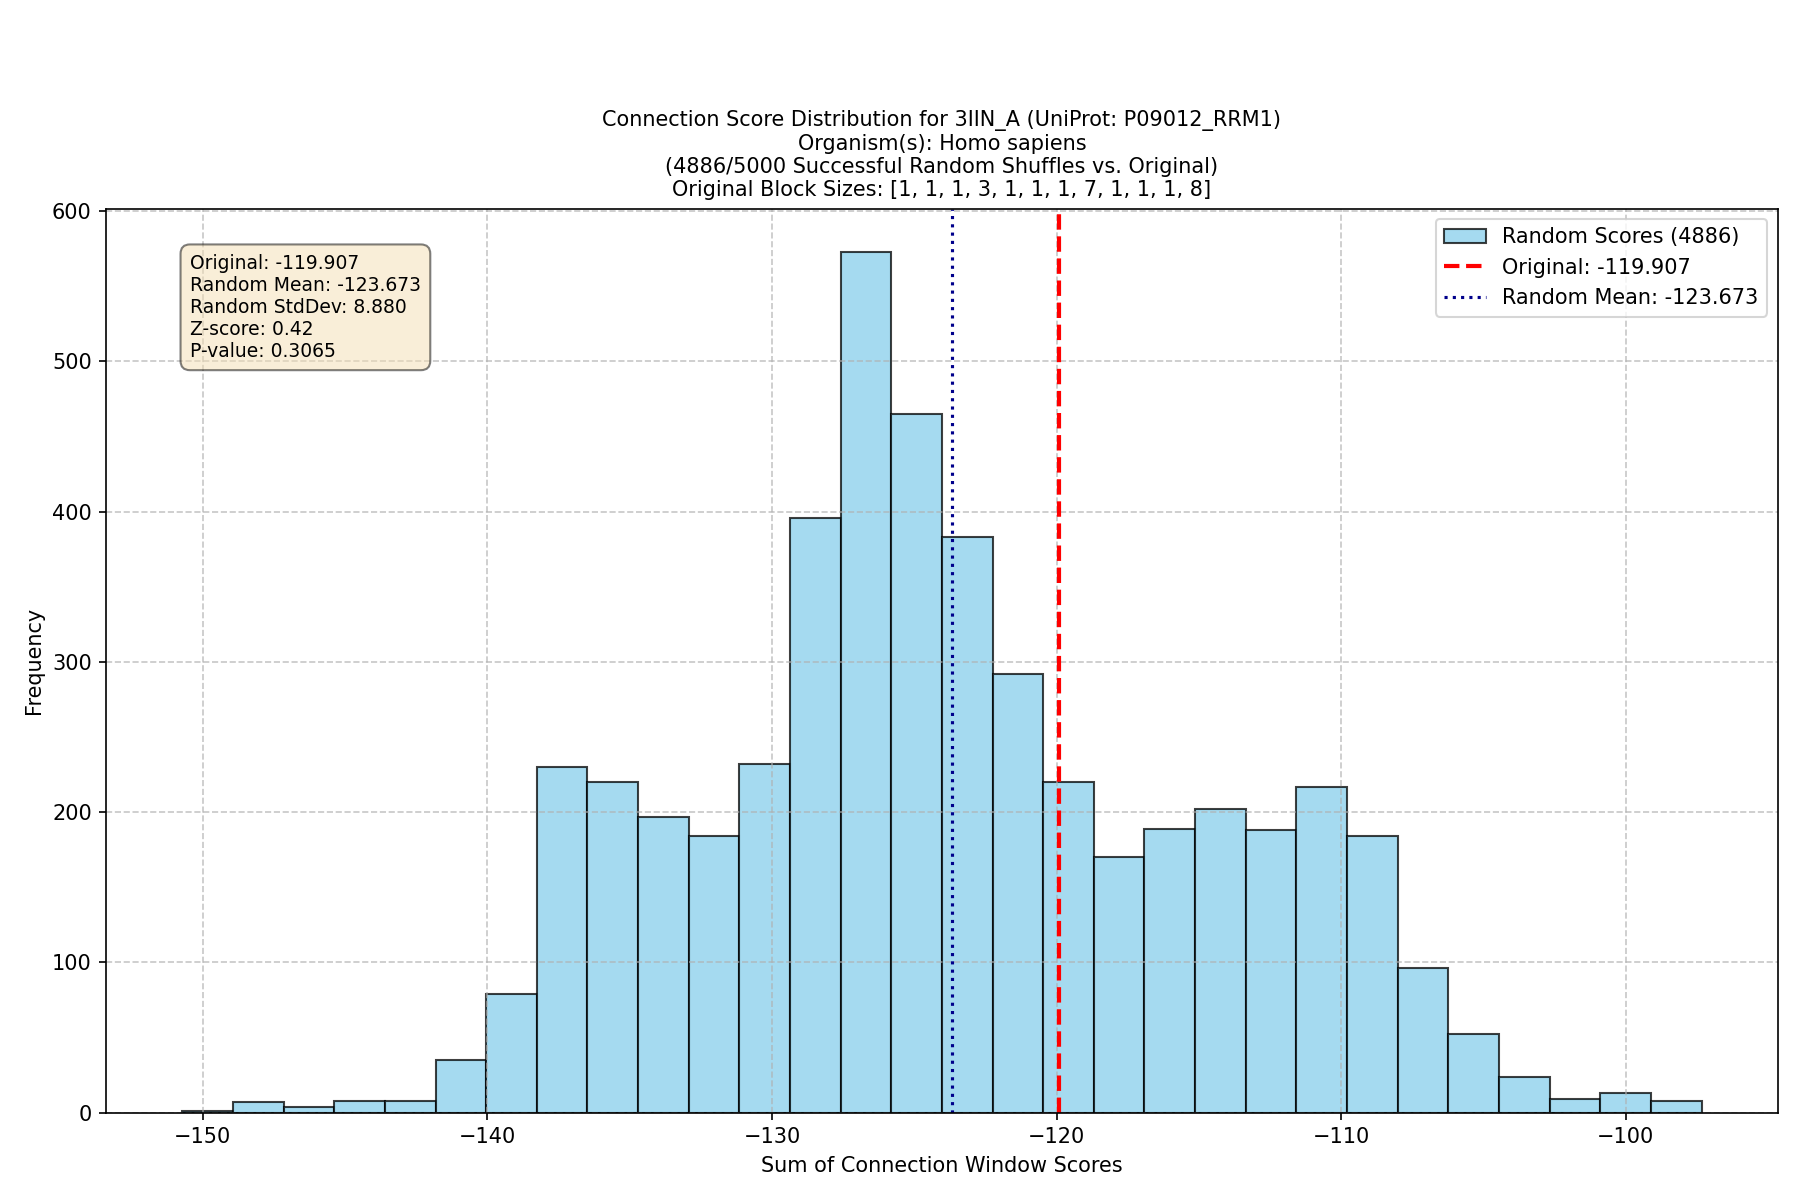 Connection Score Distribution for 3IIN_A (UniProt: P09012_RRM1)
Organism(s): Homo sapiens
(4886/5000 Successful Random Shuffles vs. Original)
Original Block Sizes: [1, 1, 1, 3, 1, 1, 1, 7, 1, 1, 1, 8]
Original: -119.907
Random Mean: -123.673
Random StdDev: 8.880
Z-score: 0.42
P-value: 0.3065
Random Scores (4886)
Original: -119.907
Random Mean: -123.673
600
500
400
300
200
100
0
Frequency
−150
−140
−130
−120
−110
−100
Sum of Connection Window Scores